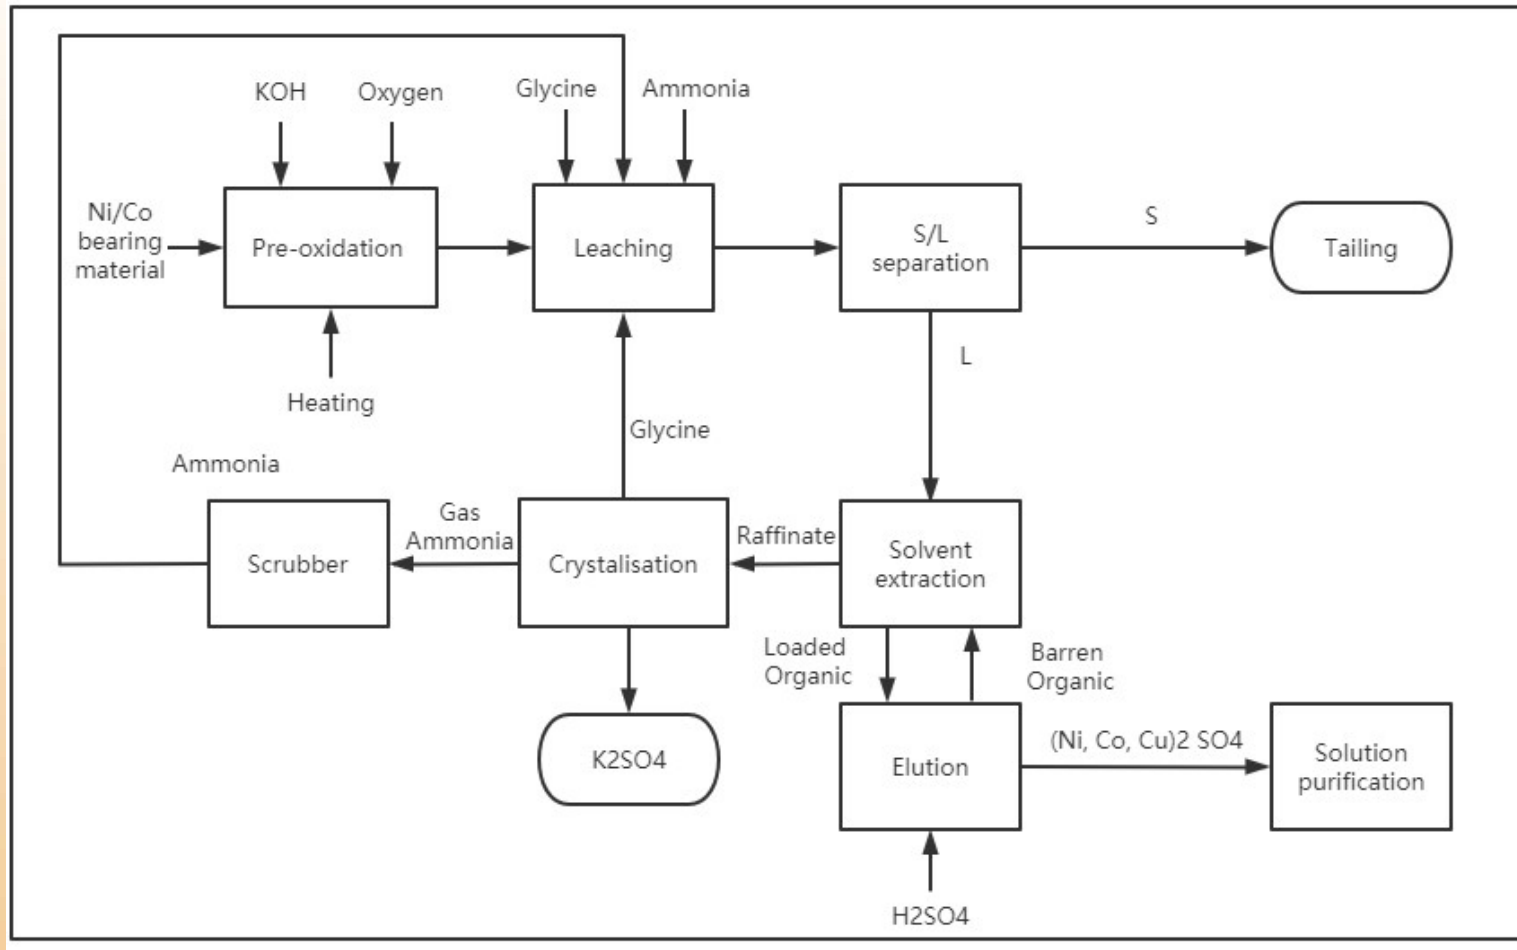 KOH
Oxygen
Glycine
Ammonia
Ni/Co
bearing
material
Pre-oxidation
Leaching
S/L
separation
S
Tailing
Heating
L
Glycine
Ammonia
Scrubber
Gas
Ammonia
Crystalisation
Raffinate
Solvent
extraction
Loaded
Organic
Barren
Organic
K2SO4
Elution
(Ni, Co, Cu)2 SO4
Solution
purification
H2SO4